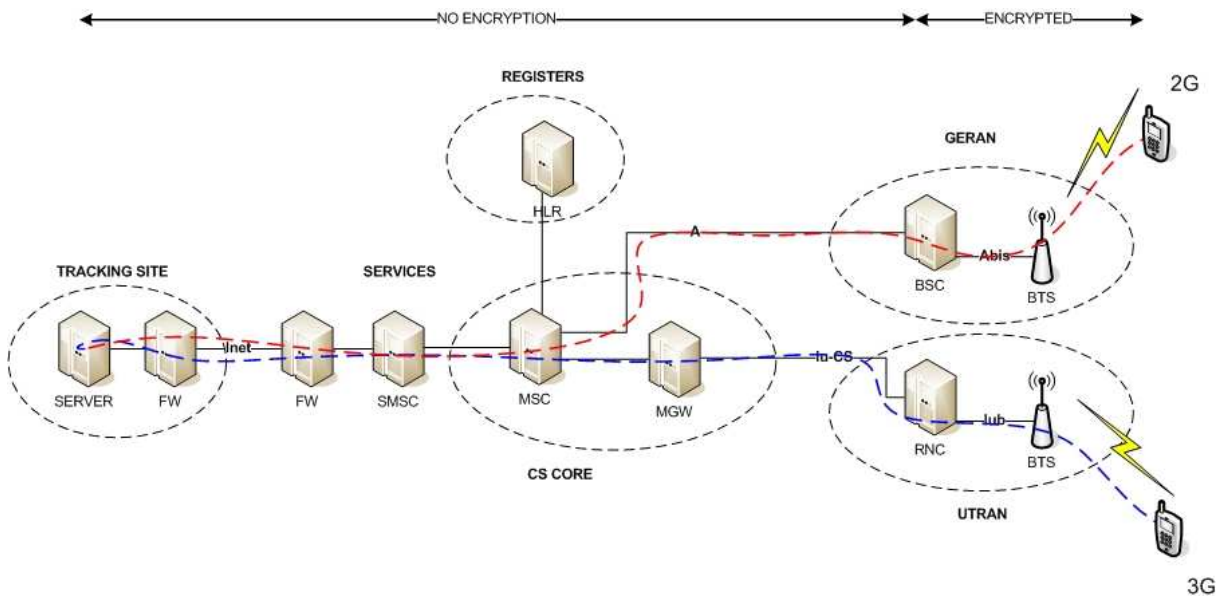 NO ENCRYPTION
ENCRYPTED
REGISTERS
2G
HLR
GERAN
A
BSC
Abis
BTS
TRACKING SITE
SERVICES
Inet
SERVER
FW
FW
SMSC
MSC
MGW
Iu-CS
CS CORE
RNC
Iub
BTS
UTRAN
3G